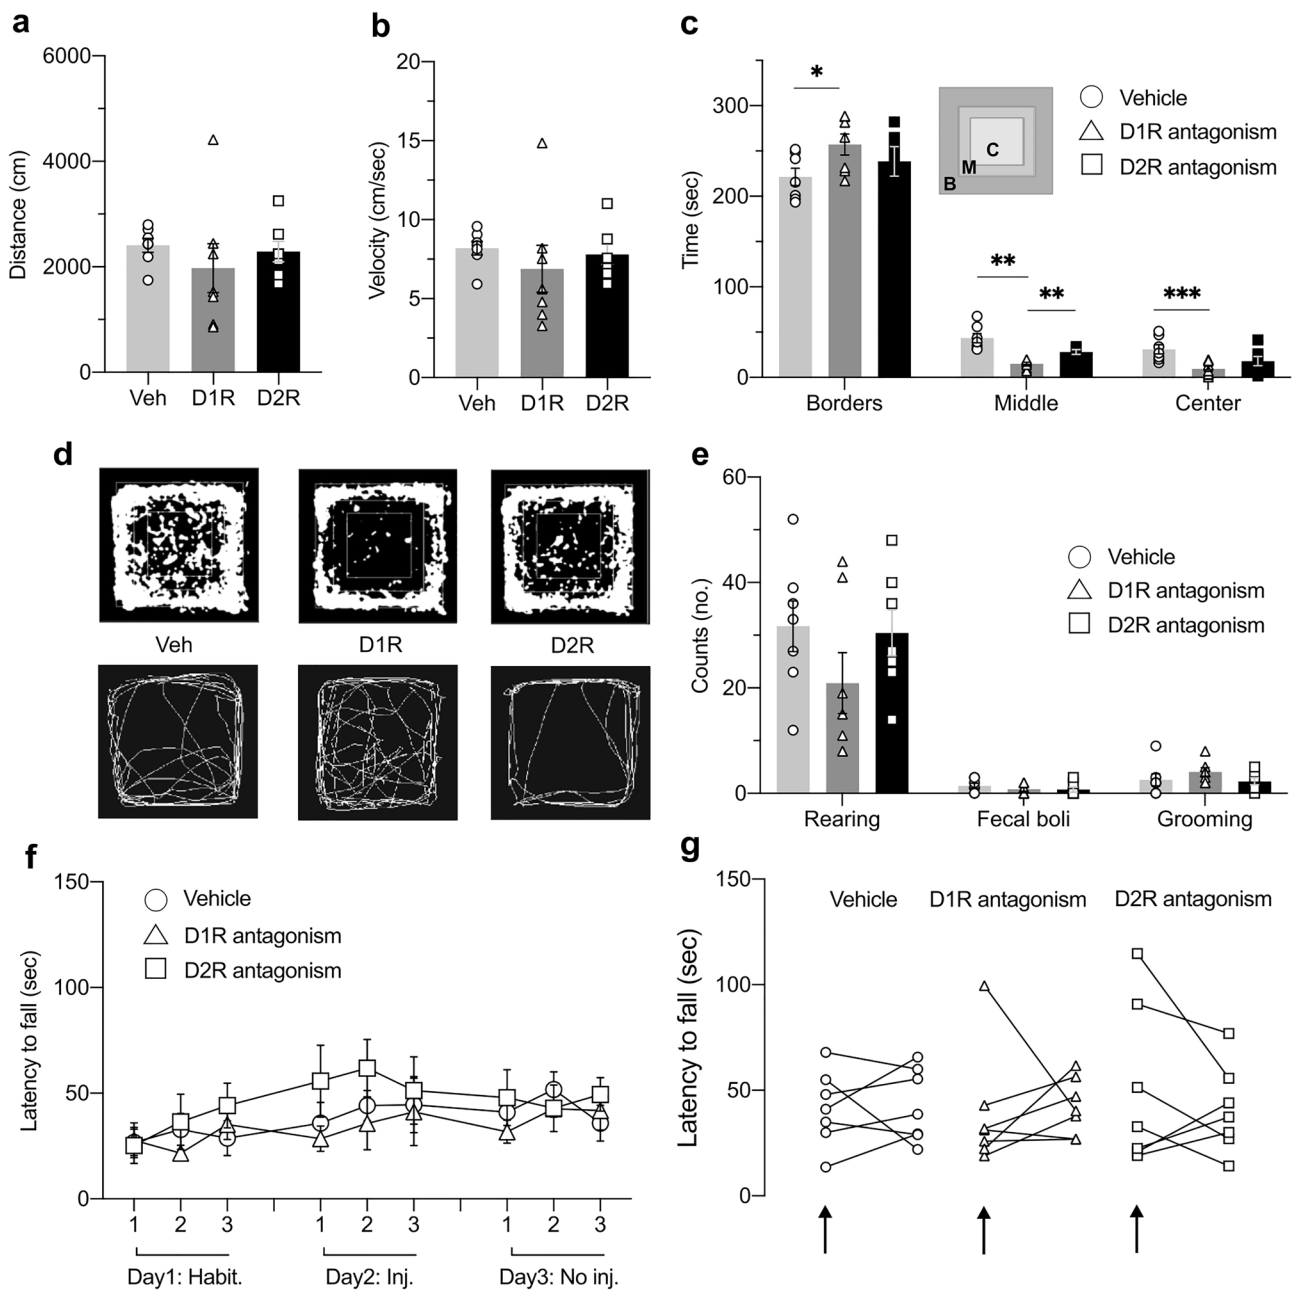 a
6000
4000
2000
0
Distance (cm)
Veh D1R D2R
b
20
15
10
5
0
Velocity (cm/sec)
Veh D1R D2R
c
300
200
100
0
Time (sec)
*
**
**
***
B
M
C
Vehicle
D1R antagonism
D2R antagonism
Borders Middle Center
d
Veh D1R D2R
e
60
40
20
0
Counts (no.)
Vehicle
D1R antagonism
D2R antagonism
Rearing Fecal boli Grooming
f
150
100
50
0
Latency to fall (sec)
Vehicle
D1R antagonism
D2R antagonism
1 2 3 1 2 3 1 2 3
Day1: Habit. Day2: Inj. Day3: No inj.
g
150
100
50
0
Latency to fall (sec)
Vehicle D1R antagonism D2R antagonism